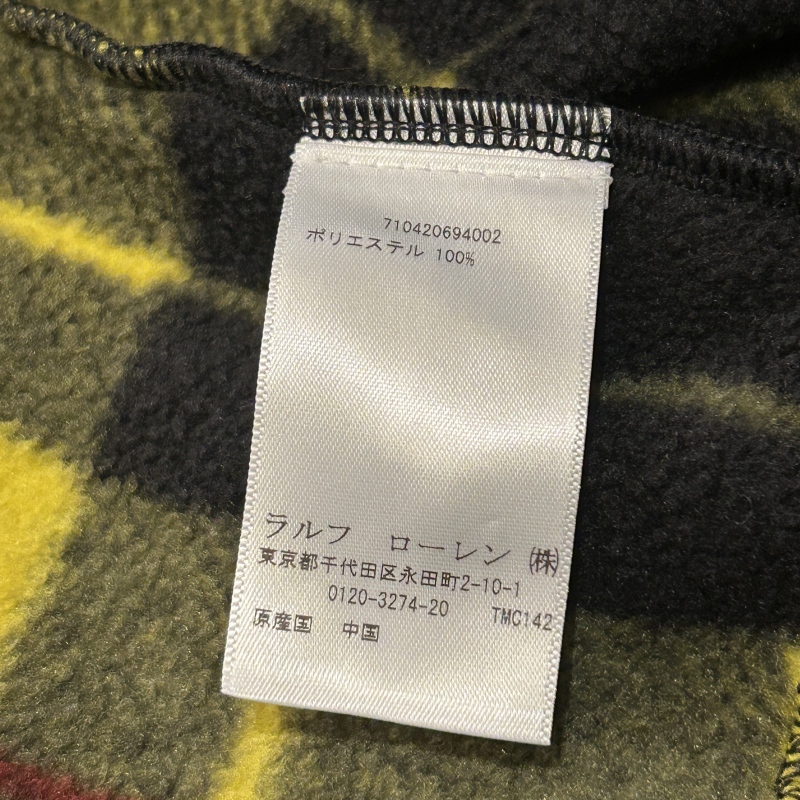 710420694002
ポリエステル 100%
ラルフ ローレン ㈱
東京都千代田区永田町2-10-1
0120-3274-20 TMC142
原産国 中国